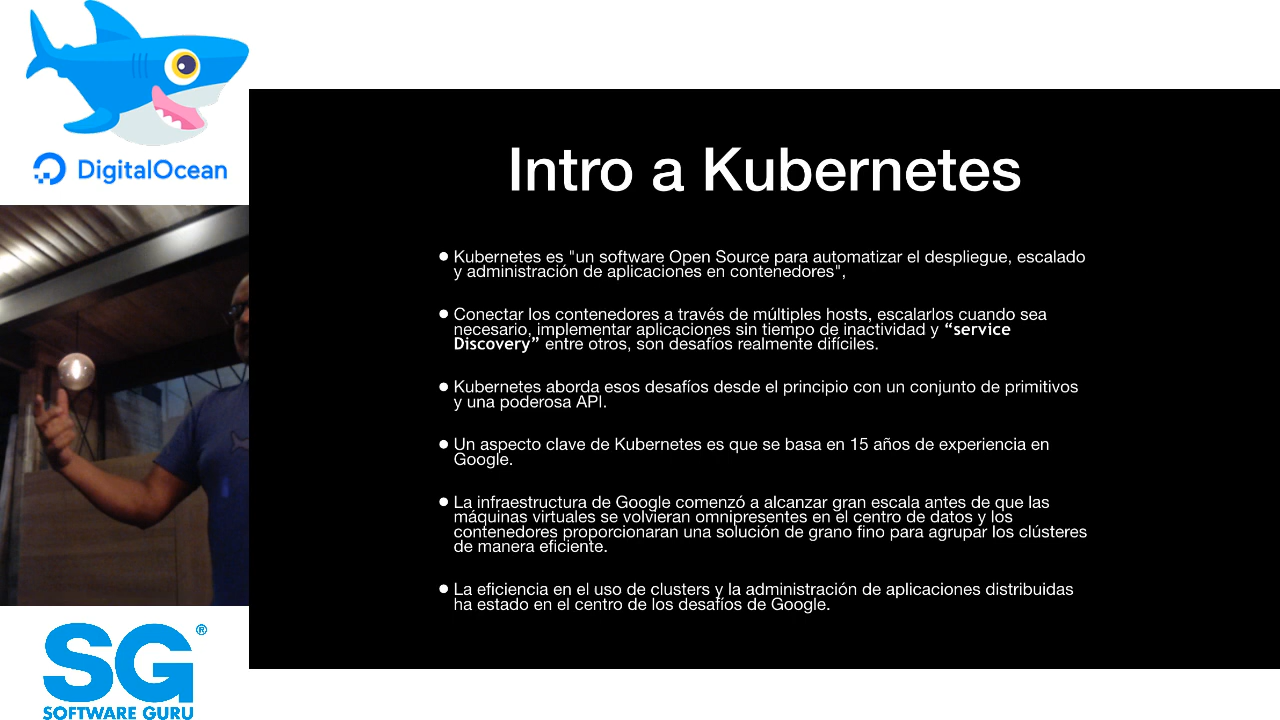 DigitalOcean
Intro a Kubernetes
● Kubernetes es "un software Open Source para automatizar el despliegue, escalado
y administración de aplicaciones en contenedores",
● Conectar los contenedores a través de múltiples hosts, escalarlos cuando sea
necesario, implementar aplicaciones sin tiempo de inactividad y “service
Discovery” entre otros, son desafíos realmente difíciles.
● Kubernetes aborda esos desafíos desde el principio con un conjunto de primitivos
y una poderosa API.
● Un aspecto clave de Kubernetes es que se basa en 15 años de experiencia en
Google.
● La infraestructura de Google comenzó a alcanzar gran escala antes de que las
máquinas virtuales se volvieran omnipresentes en el centro de datos y los
contenedores proporcionaran una solución de grano fino para agrupar los clústeres
de manera eficiente.
● La eficiencia en el uso de clusters y la administración de aplicaciones distribuidas
ha estado en el centro de los desafíos de Google.
SG®
SOFTWARE GURU